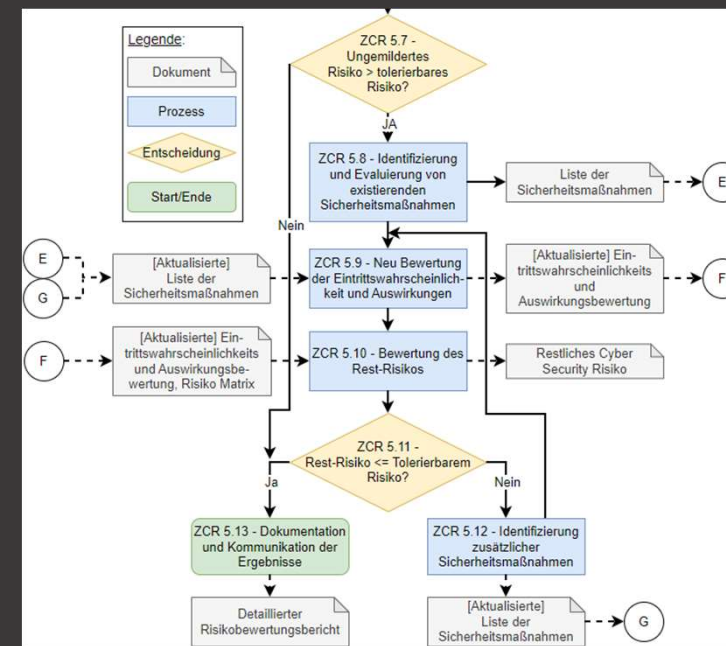 Legende:
Dokument
Prozess
Entscheidung
Start/Ende
ZCR 5.7 -
Ungemildertes
Risiko > tolerierbares
Risiko?
JA
Nein
ZCR 5.8 - Identifizierung
und Evaluierung von
existierenden
Sicherheitsmaßnahmen
Liste der
Sicherheitsmaßnahmen
E
E
G
[Aktualisierte]
Liste der
Sicherheitsmaßnahmen
ZCR 5.9 - Neu Bewertung
der Eintrittswahrscheinlich-
keit und Auswirkungen
[Aktualisierte] Ein-
trittswahrscheinlichkeits
und
Auswirkungsbewertung
F
F
[Aktualisierte] Ein-
trittswahrscheinlichkeits
und Auswirkungsbe-
wertung, Risiko Matrix
ZCR 5.10 - Bewertung des
Rest-Risikos
Restliches Cyber
Security Risiko
ZCR 5.11 -
Rest-Risiko <= Tolerierbarem
Risiko?
Ja
Nein
ZCR 5.13 - Dokumentation
und Kommunikation der
Ergebnisse
ZCR 5.12 - Identifizierung
zusätzlicher
Sicherheitsmaßnahmen
Detaillierter
Risikobewertungsbericht
[Aktualisierte]
Liste der
Sicherheitsmaßnahmen
G